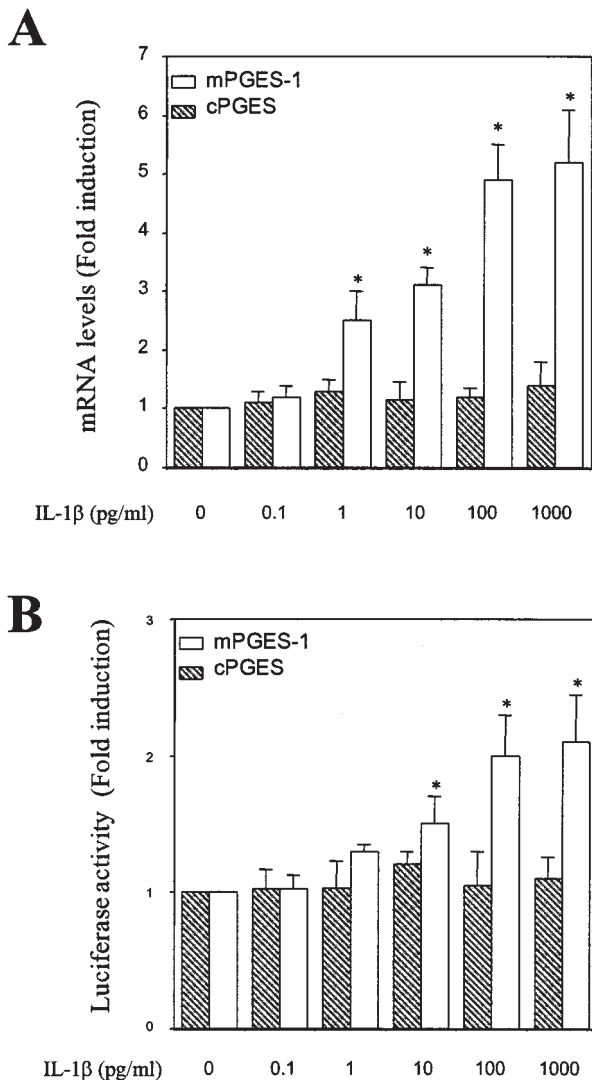 A
mRNA levels (Fold induction)
7
6
5
4
3
2
1
0
mPGES-1
cPGES
*
*
*
*
IL-1β (pg/ml) 0 0.1 1 10 100 1000
B
Luciferase activity (Fold induction)
3
2
1
0
mPGES-1
cPGES
*
*
*
IL-1β (pg/ml) 0 0.1 1 10 100 1000